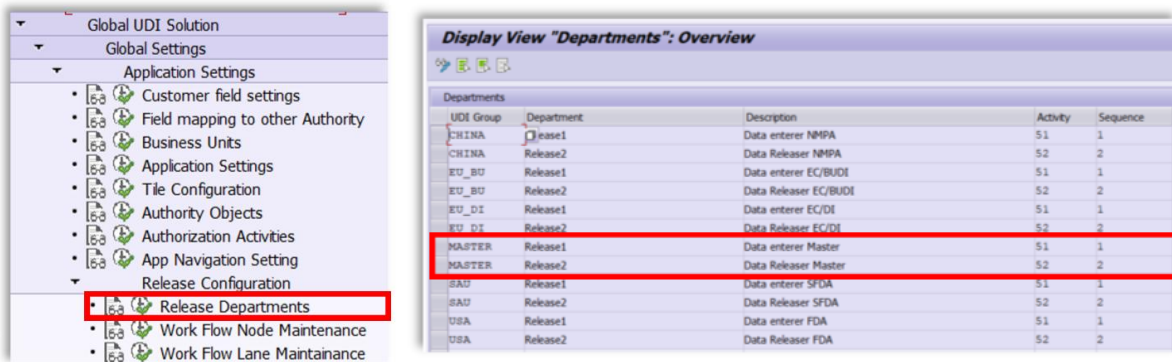 Global UDI Solution
Global Settings
Application Settings
Customer field settings
Field mapping to other Authority
Business Units
Application Settings
Tile Configuration
Authority Objects
Authorization Activities
App Navigation Setting
Release Configuration
Release Departments
Work Flow Node Maintenance
Work Flow Lane Maintainance
Display View "Departments": Overview
Departments
UDI Group Department Description Activity Sequence
CHINA ease1 Data enterer NMPA 51 1
CHINA Release2 Data Releaser NMPA 52 2
EU_BU Release1 Data enterer EC/BUDI 51 1
EU_BU Release2 Data Releaser EC/BUDI 52 2
EU_DI Release1 Data enterer EC/DI 51 1
EU_DI Release2 Data Releaser EC/DI 52 2
MASTER Release1 Data enterer Master 51 1
MASTER Release2 Data Releaser Master 52 2
SAU Release1 Data enterer SFDA 51 1
SAU Release2 Data Releaser SFDA 52 2
USA Release1 Data enterer FDA 51 1
USA Release2 Data Releaser FDA 52 2